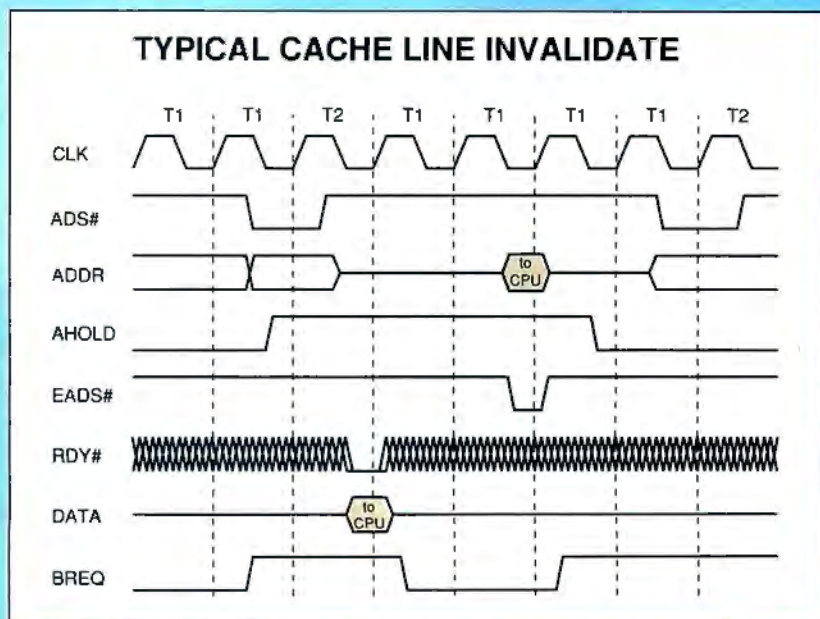 TYPICAL CACHE LINE INVALIDATE
T1 T1 T2 T1 T1 T1 T1 T2
CLK
ADS#
ADDR
to
CPU
AHOLD
EADS#
RDY#
DATA
to
CPU
BREQ